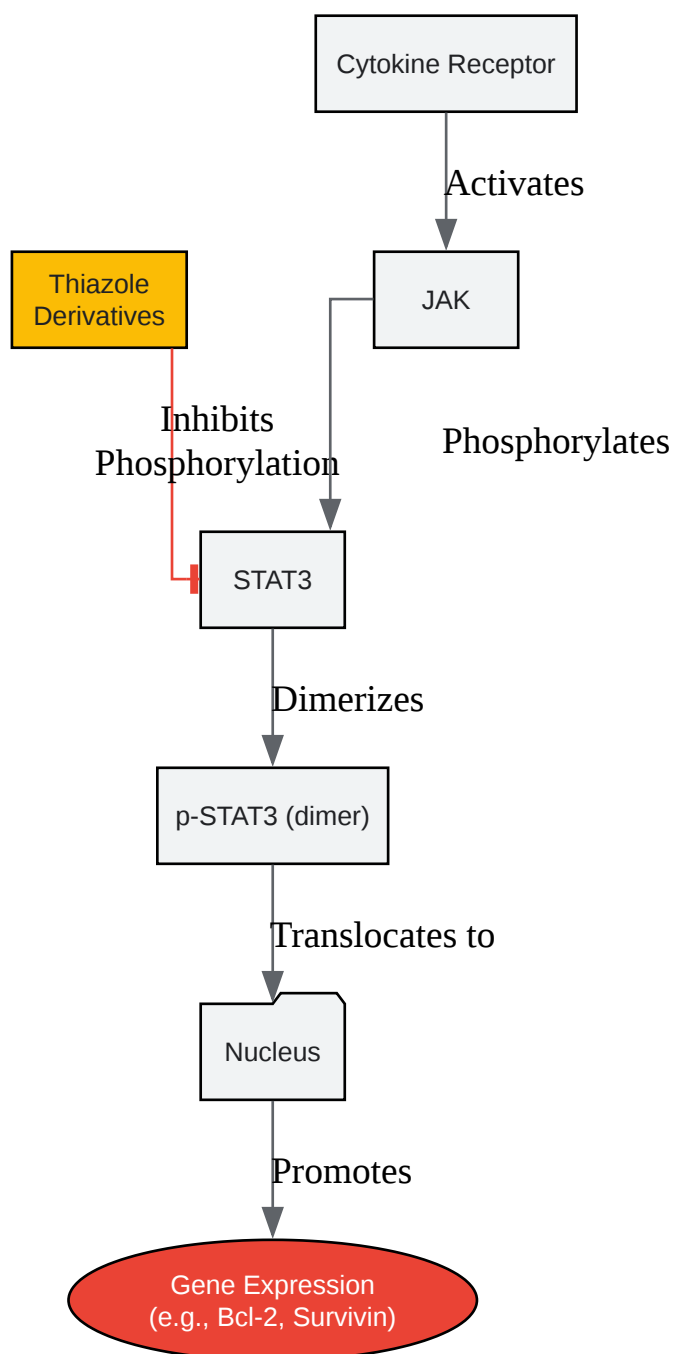 Cytokine Receptor
Activates
Thiazole
Derivatives
JAK
Inhibits
Phosphorylation
Phosphorylates
STAT3
Dimerizes
p-STAT3 (dimer)
Translocates to
Nucleus
Promotes
Gene Expression
(e.g., Bcl-2, Survivin)